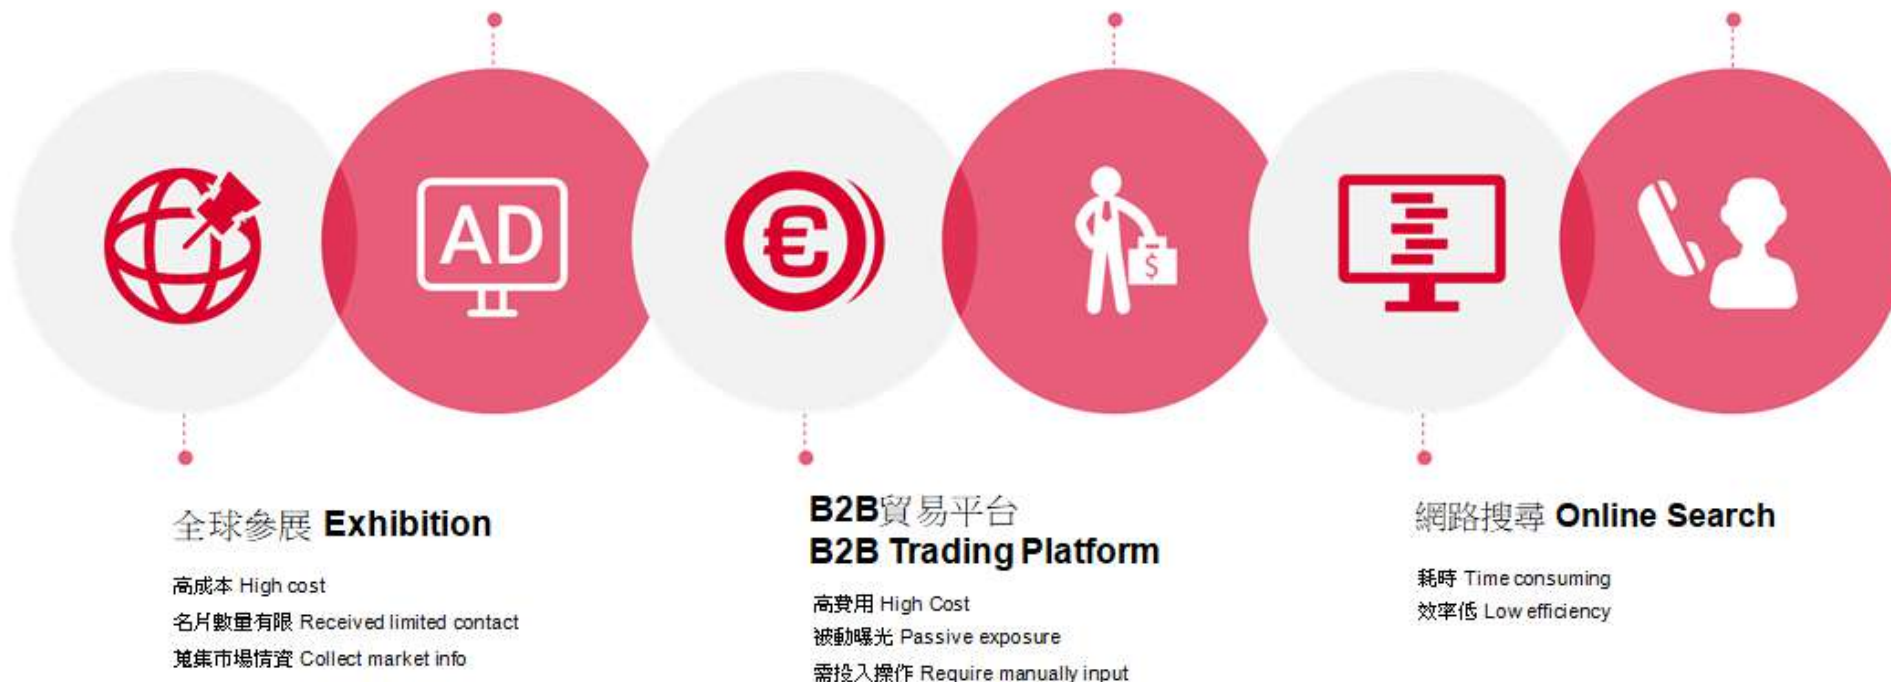 AD
€
$
全球參展 Exhibition
高成本 High cost
名片數量有限 Received limited contact
蒐集市場情資 Collect market info
B2B貿易平台
B2B Trading Platform
高費用 High Cost
被動曝光 Passive exposure
需投入操作 Require manually input
網路搜尋 Online Search
耗時 Time consuming
效率低 Low efficiency